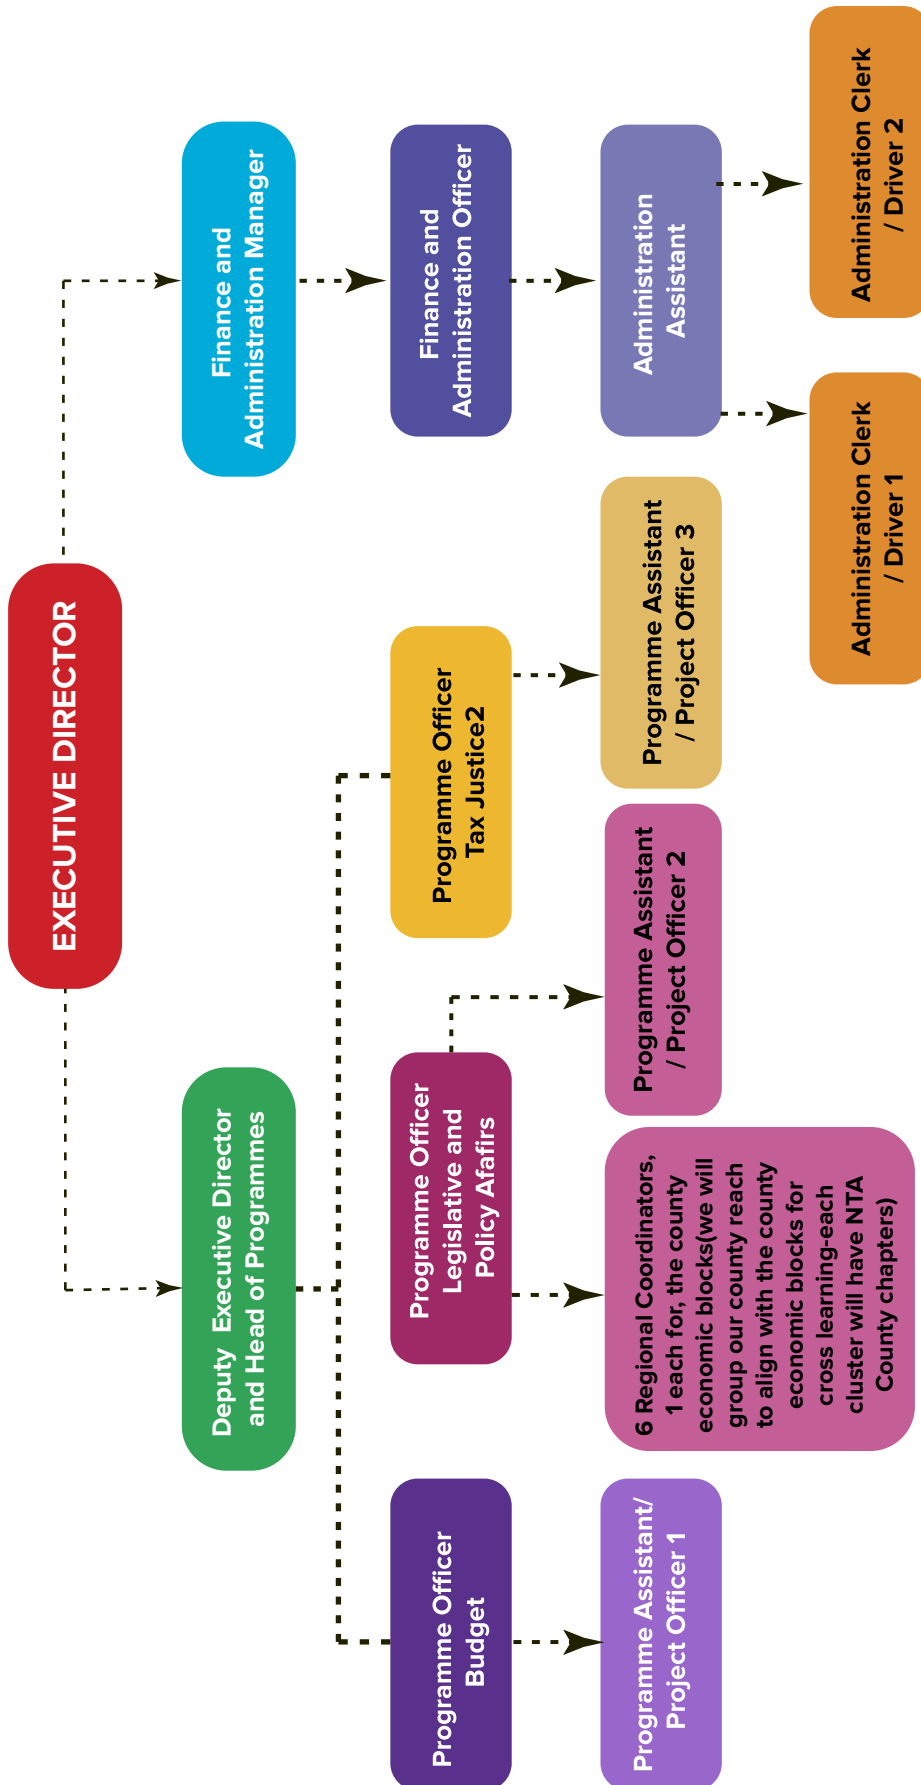 EXECUTIVE DIRECTOR
Deputy Executive Director
and Head of Programmes
Finance and
Administration Manager
Programme Officer
Budget
Programme Officer
Legislative and
Policy Afafirs
Programme Officer
Tax Justice2
Finance and
Administration Officer
Programme Assistant/
Project Officer 1
6 Regional Coordinators,
1 each for, the county
economic blocks(we will
group our county reach
to align with the county
economic blocks for
cross learning-each
cluster will have NTA
County chapters)
Programme Assistant
/ Project Officer 2
Programme Assistant
/ Project Officer 3
Administration
Assistant
Administration Clerk
/ Driver 1
Administration Clerk
/ Driver 2